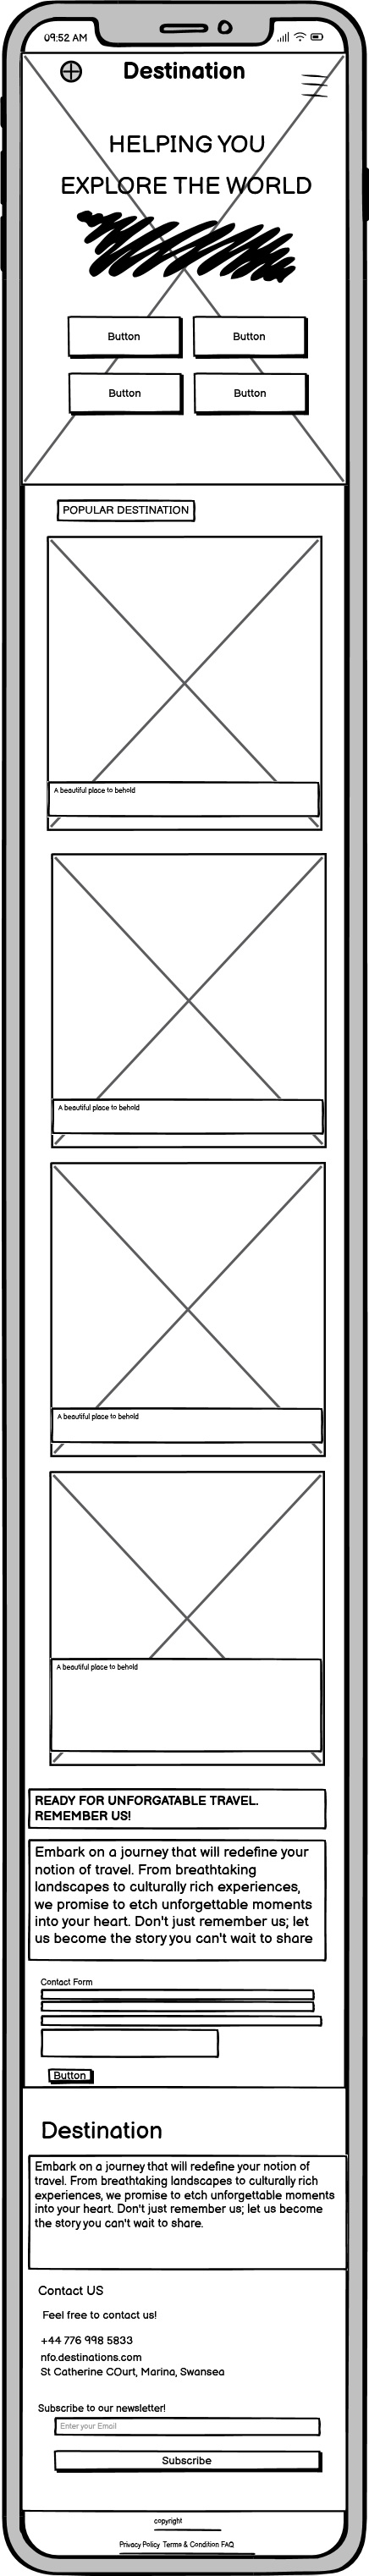 09:52 AM
Destination
HELPING YOU
EXPLORE THE WORLD
Button
Button
Button
Button
POPULAR DESTINATION
A beautiful place to behold
A beautiful place to behold
A beautiful place to behold
A beautiful place to behold
READY FOR UNFORGATABLE TRAVEL.
REMEMBER US!
Embark on a journey that will redefine your
notion of travel. From breathtaking
landscapes to culturally rich experiences,
we promise to etch unforgettable moments
into your heart. Don't just remember us; let
us become the story you can't wait to share
Contact Form
Button
Destination
Embark on a journey that will redefine your notion of
travel. From breathtaking landscapes to culturally rich
experiences, we promise to etch unforgettable moments
into your heart. Don't just remember us; let us become
the story you can't wait to share.
Contact US
Feel free to contact us!
+44 776 998 5833
nfo.destinations.com
St Catherine COurt, Marina, Swansea
Subscribe to our newsletter!
Enter your Email
Subscribe
copyright
Privacy Policy Terms & Condition FAQ